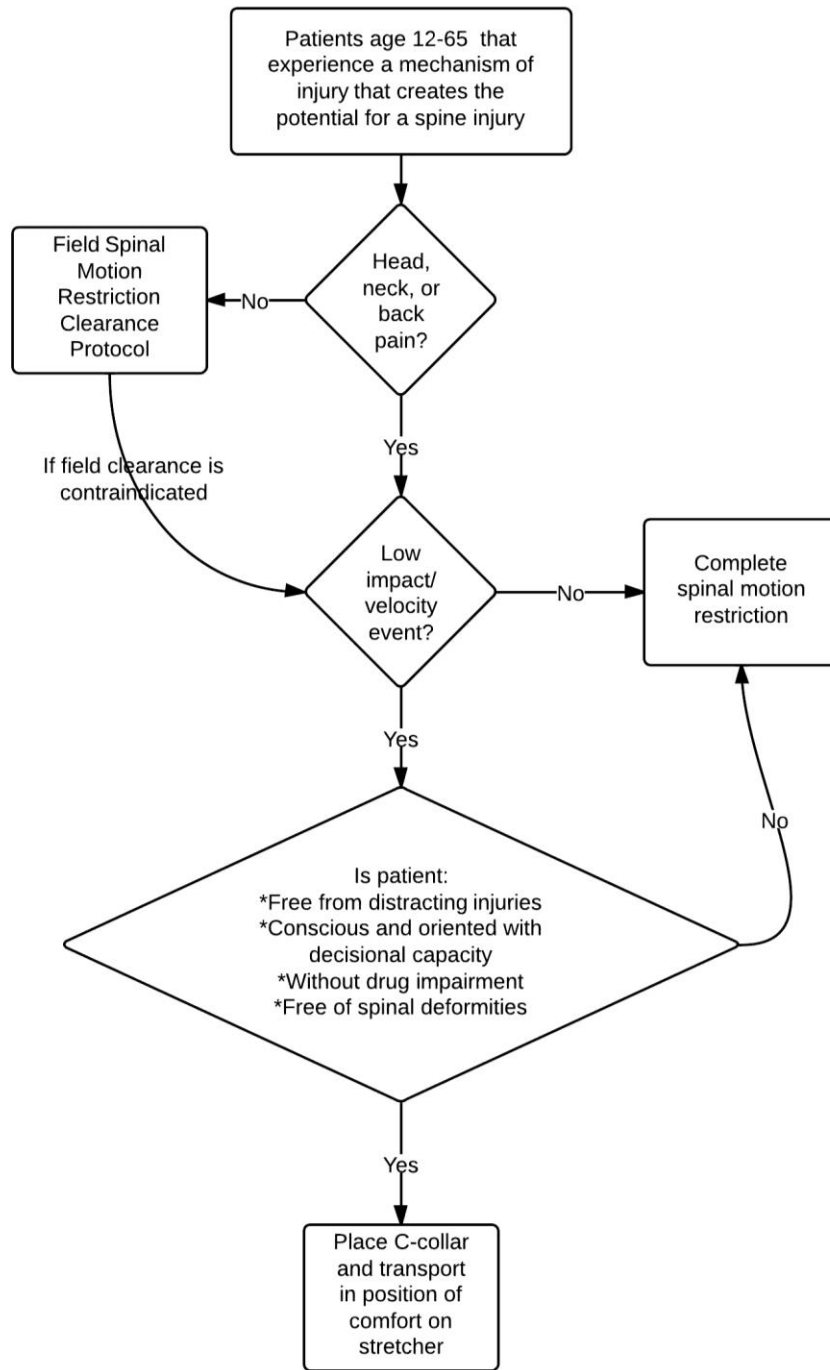 Patients age 12-65 that
experience a mechanism of
injury that creates the
potential for a spine injury
Head,
neck, or
back
pain?
No
Field Spinal
Motion
Restriction
Clearance
Protocol
If field clearance is
contraindicated
Yes
Low
impact/
velocity
event?
No
Complete
spinal motion
restriction
Yes
Is patient:
*Free from distracting injuries
*Conscious and oriented with
decisional capacity
*Without drug impairment
*Free of spinal deformities
No
Yes
Place C-collar
and transport
in position of
comfort on
stretcher